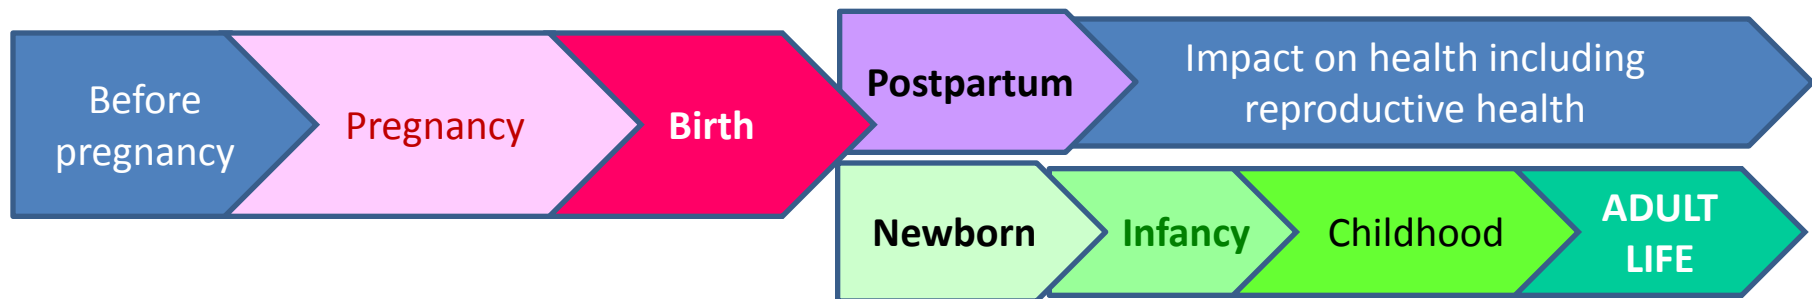 Before
pregnancy
Pregnancy
Birth
Postpartum
Impact on health including
reproductive health
Newborn
Infancy
Childhood
ADULT
LIFE